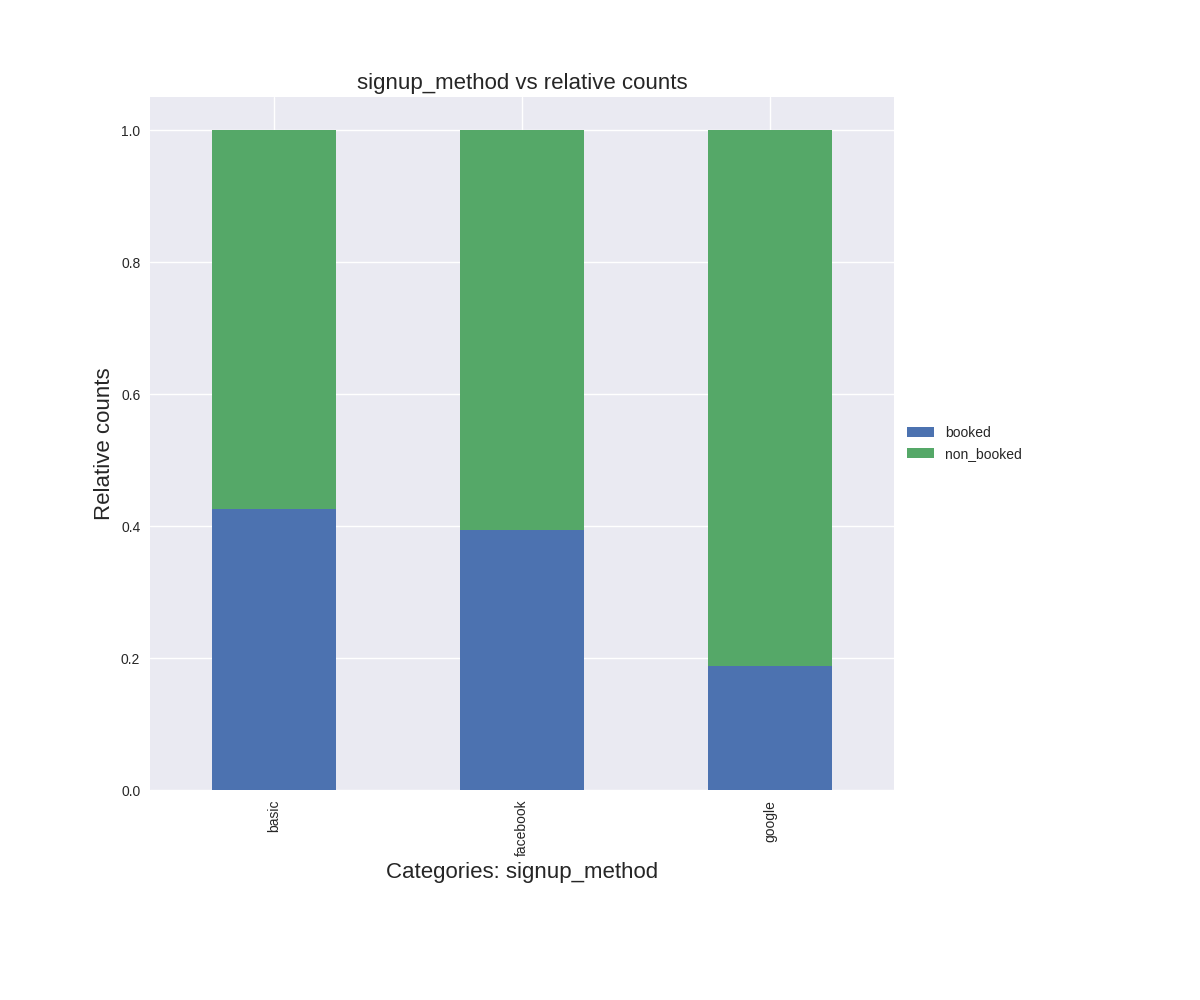 signup_method vs relative counts
1.0
0.8
0.6
0.4
0.2
0.0
Relative counts
basic
facebook
google
Categories: signup_method
booked
non_booked